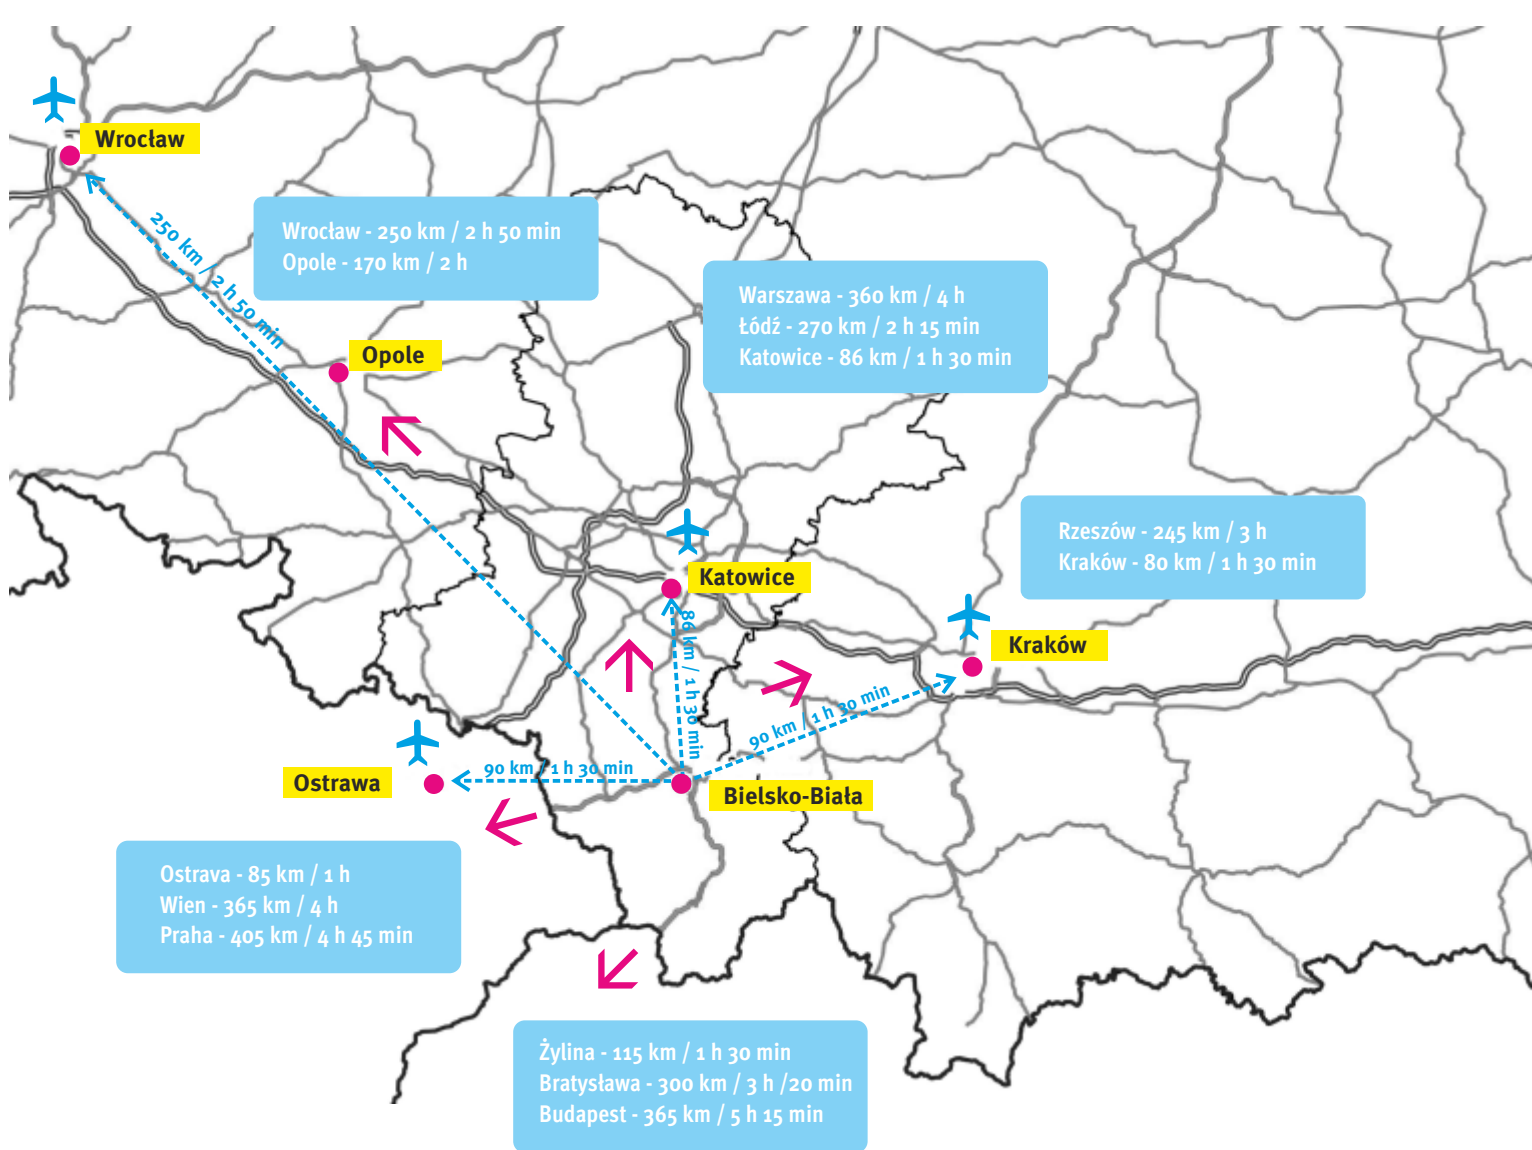 Wrocław
250 km / 2 h 50 min
Wrocław - 250 km / 2 h 50 min
Opole - 170 km / 2 h
Warszawa - 360 km / 4 h
Łódź - 270 km / 2 h 15 min
Katowice - 86 km / 1 h 30 min
Opole
Rzeszów - 245 km / 3 h
Kraków - 80 km / 1 h 30 min
Katowice
86 km / 1 h 30 min
Kraków
90 km / 1 h 30 min
90 km / 1 h 30 min
Ostrawa
Bielsko-Biała
Ostrava - 85 km / 1 h
Wien - 365 km / 4 h
Praha - 405 km / 4 h 45 min
Żylina - 115 km / 1 h 30 min
Bratysława - 300 km / 3 h /20 min
Budapest - 365 km / 5 h 15 min